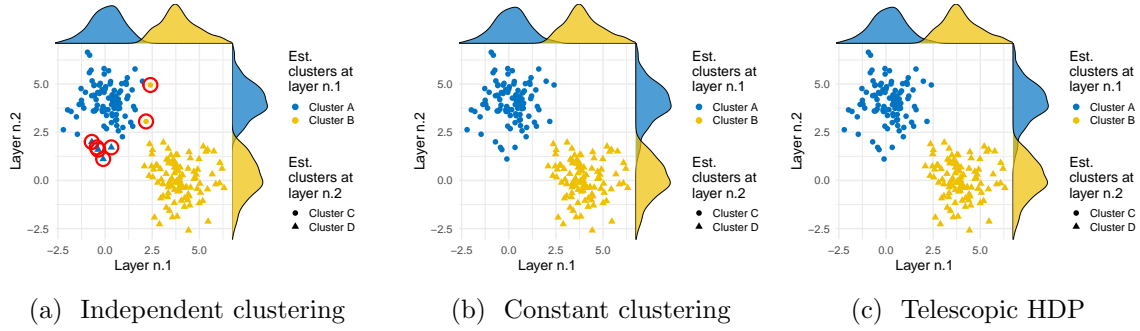 Est.
clusters at
layer n.1
Cluster A
Cluster B
Est.
clusters at
layer n.2
Cluster C
Cluster D
Layer n.2
5.0
2.5
0.0
−2.5
−2.5
0.0
2.5
5.0
Layer n.1
(a) Independent clustering
Est.
clusters at
layer n.1
Cluster A
Cluster B
Est.
clusters at
layer n.2
Cluster C
Cluster D
Layer n.2
5.0
2.5
0.0
−2.5
−2.5
0.0
2.5
5.0
Layer n.1
(b) Constant clustering
Est.
clusters at
layer n.1
Cluster A
Cluster B
Est.
clusters at
layer n.2
Cluster C
Cluster D
Layer n.2
5.0
2.5
0.0
−2.5
−2.5
0.0
2.5
5.0
Layer n.1
(c) Telescopic HDP